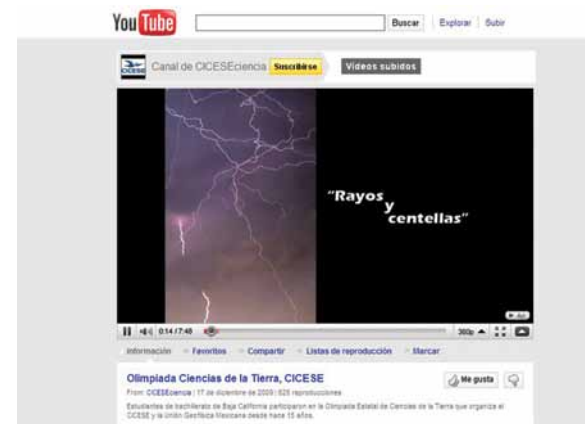 YouTube Buscar Explorar Subir
CICESE Canal de CICESEciencia Suscribirse Videos subidos
"Rayos
y
centellas"
0:14 / 7:48 360p
Información Favoritos Compartir Listas de reproducción Marcar
Olimpiada Ciencias de la Tierra, CICESE Me gusta
From: CICESEciencia | 17 de diciembre de 2009 | 525 reproducciones
Estudiantes de bachillerato de Baja California participaron en la Olimpiada Estatal de Ciencias de la Tierra que organiza el
CICESE y la Unión Geofísica Mexicana desde hace 15 años.